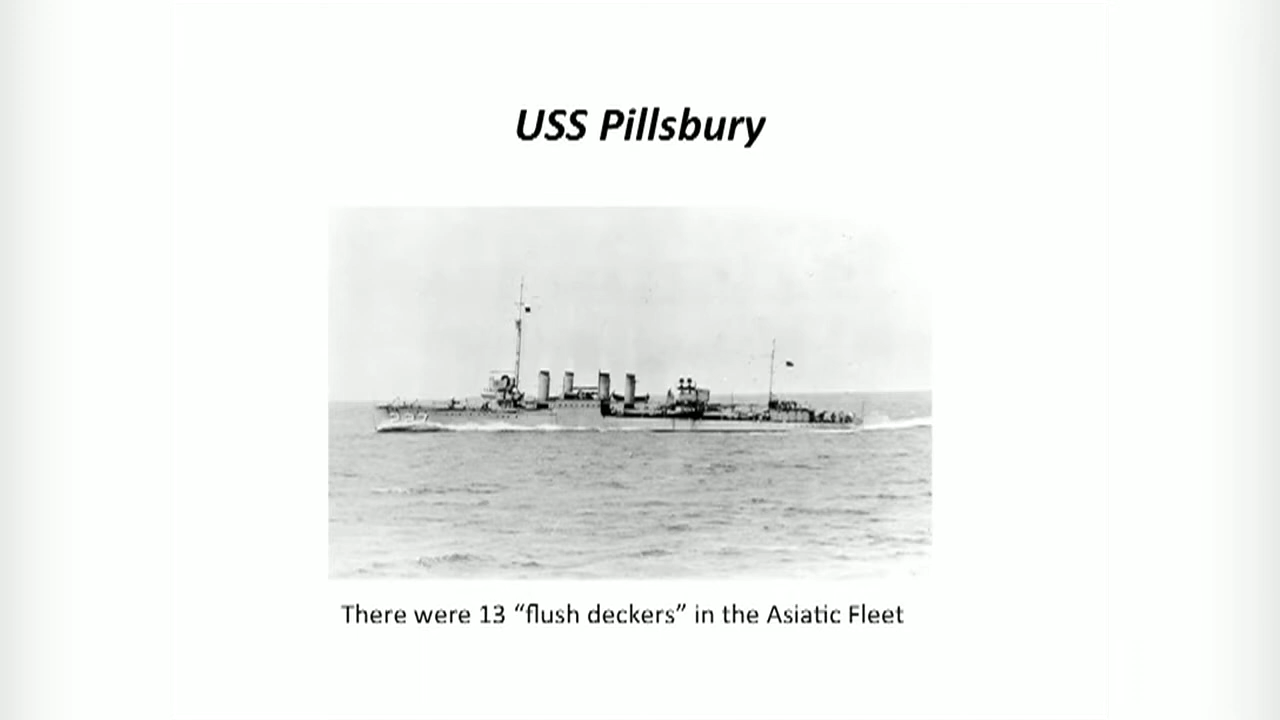 USS Pillsbury
There were 13 “flush deckers” in the Asiatic Fleet